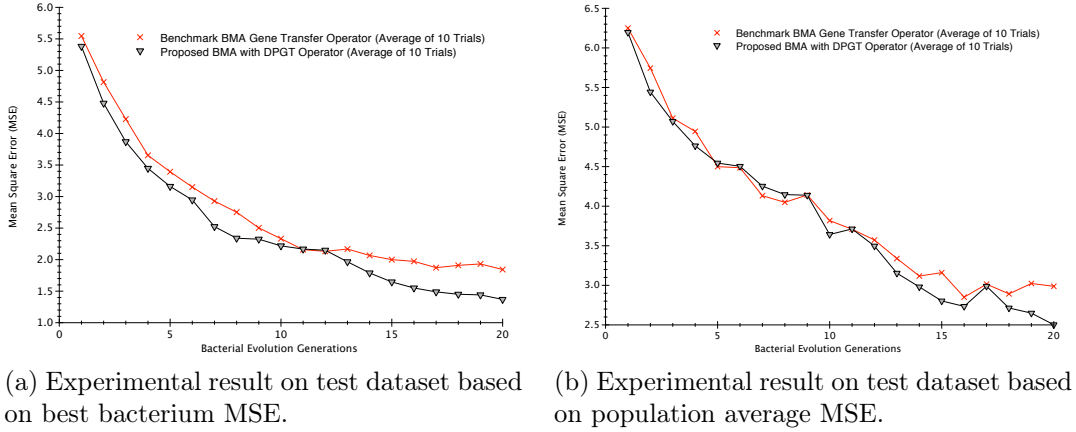 6.0
5.5
5.0
4.5
4.0
3.5
3.0
2.5
2.0
1.5
1.0
Mean Square Error (MSE)
Benchmark BMA Gene Transfer Operator (Average of 10 Trials)
Proposed BMA with DPGT Operator (Average of 10 Trials)
0
5
10
15
20
Bacterial Evolution Generations
(a) Experimental result on test dataset based
on best bacterium MSE.
6.5
6.0
5.5
5.0
4.5
4.0
3.5
3.0
2.5
Mean Square Error (MSE)
Benchmark BMA Gene Transfer Operator (Average of 10 Trials)
Proposed BMA with DPGT Operator (Average of 10 Trials)
0
5
10
15
20
Bacterial Evolution Generations
(b) Experimental result on test dataset based
on population average MSE.